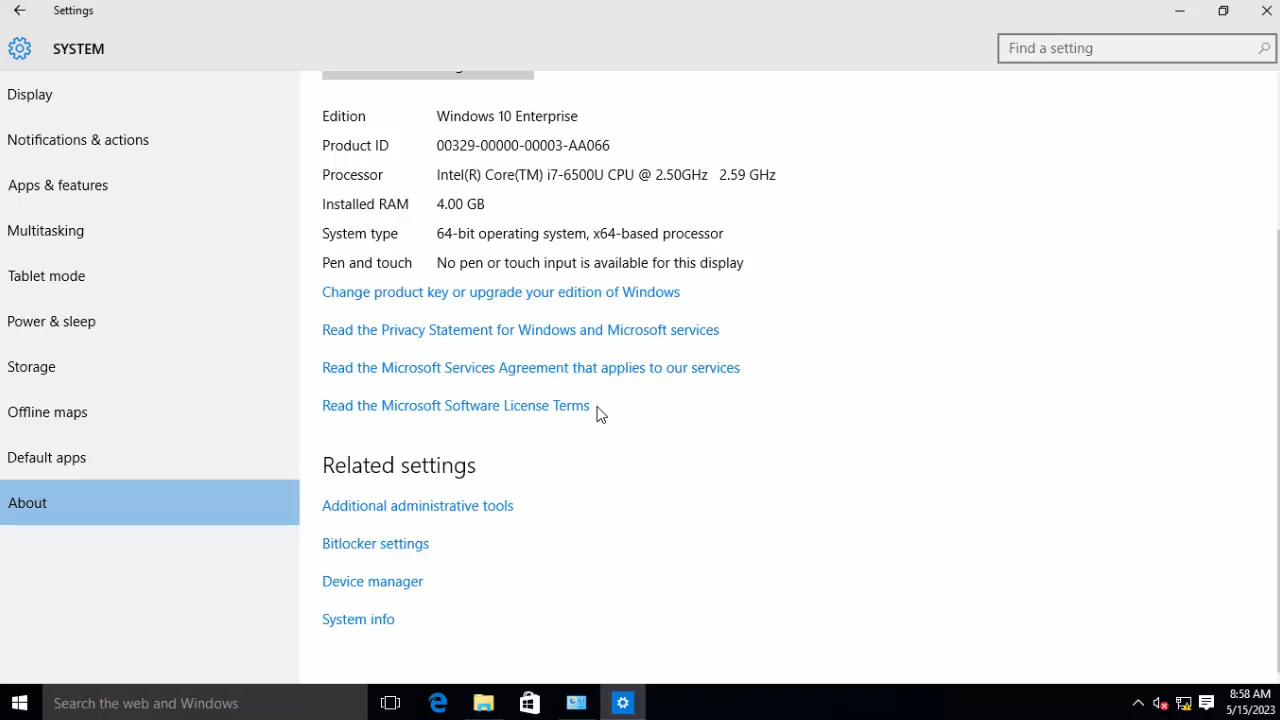 Settings
SYSTEM
Find a setting
Display
Notifications & actions
Apps & features
Multitasking
Tablet mode
Power & sleep
Storage
Offline maps
Default apps
About
Edition Windows 10 Enterprise
Product ID 00329-00000-00003-AA066
Processor Intel(R) Core(TM) i7-6500U CPU @ 2.50GHz 2.59 GHz
Installed RAM 4.00 GB
System type 64-bit operating system, x64-based processor
Pen and touch No pen or touch input is available for this display
Change product key or upgrade your edition of Windows
Read the Privacy Statement for Windows and Microsoft services
Read the Microsoft Services Agreement that applies to our services
Read the Microsoft Software License Terms
Related settings
Additional administrative tools
Bitlocker settings
Device manager
System info
Search the web and Windows
8:58 AM
5/15/2023